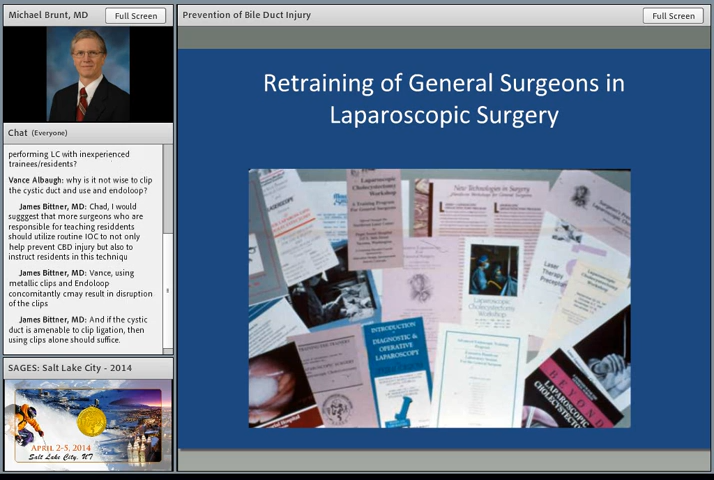 Michael Brunt, MD
Full Screen
Prevention of Bile Duct Injury
Full Screen
Chat (Everyone)
performing LC with inexperienced
trainees/residents?
Vance Albaugh: why is it not wise to clip
the cystic duct and use and endoloop?
James Bittner, MD: Chad, I would
sugggest that more surgeons who are
responsible for teaching residdents
should utilize routine IOC to not only
help prevent CBD injury but also to
instruct residents in this techniqu
James Bittner, MD: Vance, using
metallic clips and Endoloop
concomitantly cmay result in disruption
of the clips
James Bittner, MD: And if the cystic
duct is amenable to clip ligation, then
using clips alone should suffice.
SAGES: Salt Lake City - 2014
APRIL 2-5, 2014
Salt Lake City, UT
Retraining of General Surgeons in
Laparoscopic Surgery
Laparoscopic
Cholecystectomy
Workshop
New Technologies in Surgery
Laser
Therapy
Laparoscopic
Cholecystectomy
Workshop
INTRODUCTION
DIAGNOSTIC &
OPERATIVE
LAPAROSCOPY
BEYOND
LAPAROSCOPIC
CHOLECYSTECTOMY